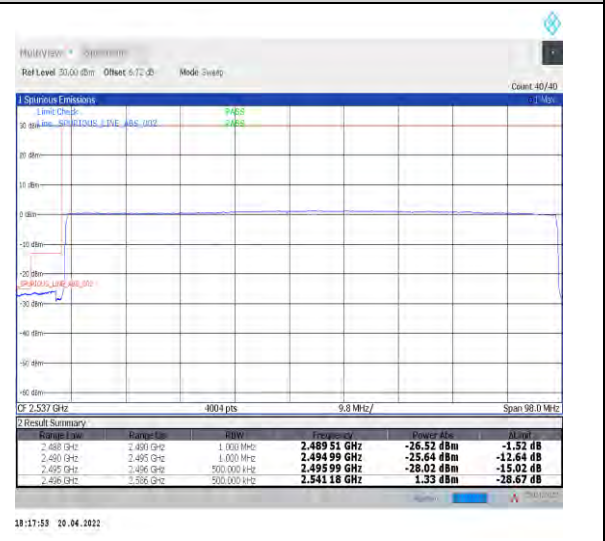 MultiView Spectrum
Ref Level 30.00 dBm Offset 6.72 dB Mode Sweep
Count 40/40
1 Spurious Emissions
Limit Check PASS
30 dBm Line SPURIOUS_LINE_ABS_002 PASS
20 dBm
10 dBm
0 dBm
-10 dBm
-20 dBm
SPURIOUS_LINE_ABS_002
-30 dBm
-40 dBm
-50 dBm
-60 dBm
CF 2.537 GHz 4004 pts 9.8 MHz/ Span 98.0 MHz
2 Result Summary
Range Low Range Up RBW Frequency Power Abs ΔLimit
2.488 GHz 2.490 GHz 1.000 MHz 2.489 51 GHz -26.52 dBm -1.52 dB
2.490 GHz 2.495 GHz 1.000 MHz 2.494 99 GHz -25.64 dBm -12.64 dB
2.495 GHz 2.496 GHz 500.000 kHz 2.495 99 GHz -28.02 dBm -15.02 dB
2.496 GHz 2.586 GHz 500.000 kHz 2.541 18 GHz 1.33 dBm -28.67 dB
18:17:53 20.04.2022